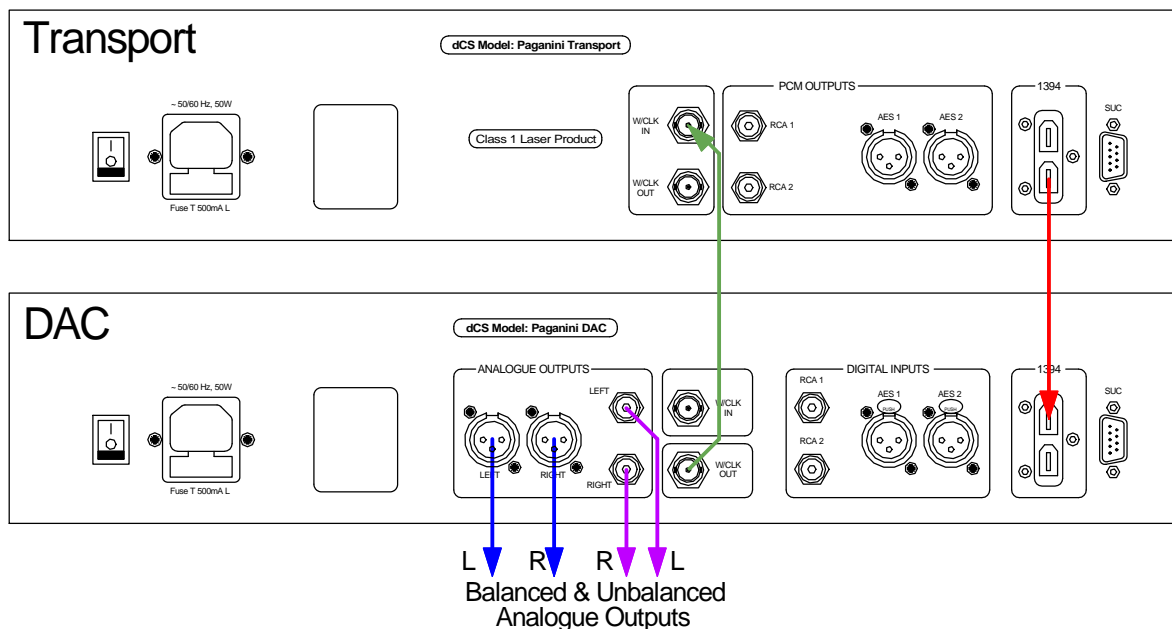 Transport
dCS Model: Paganini Transport
~ 50/60 Hz, 50W
Fuse T 500mA L
Class 1 Laser Product
W/CLK
IN
W/CLK
OUT
PCM OUTPUTS
RCA 1
RCA 2
AES 1
AES 2
1394
SUC
DAC
dCS Model: Paganini DAC
~ 50/60 Hz, 50W
Fuse T 500mA L
ANALOGUE OUTPUTS
LEFT
LEFT
RIGHT
RIGHT
W/CLK
IN
W/CLK
OUT
DIGITAL INPUTS
RCA 1
RCA 2
AES 1
PUSH
AES 2
PUSH
1394
SUC
L R R L
Balanced & Unbalanced
Analogue Outputs